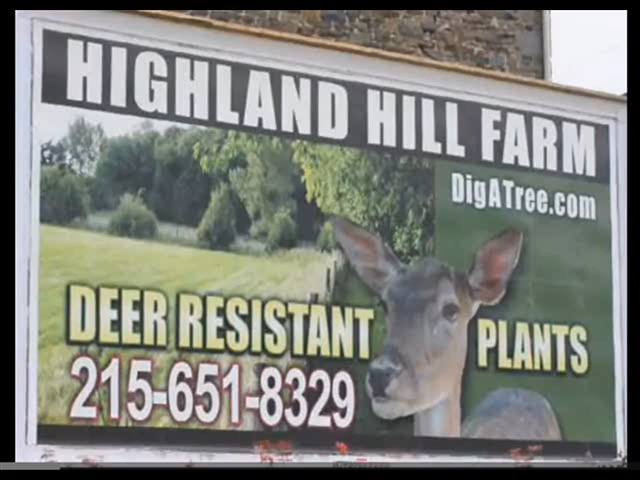 HIGHLAND HILL FARM
DigATree.com
DEER RESISTANT PLANTS
215-651-8329